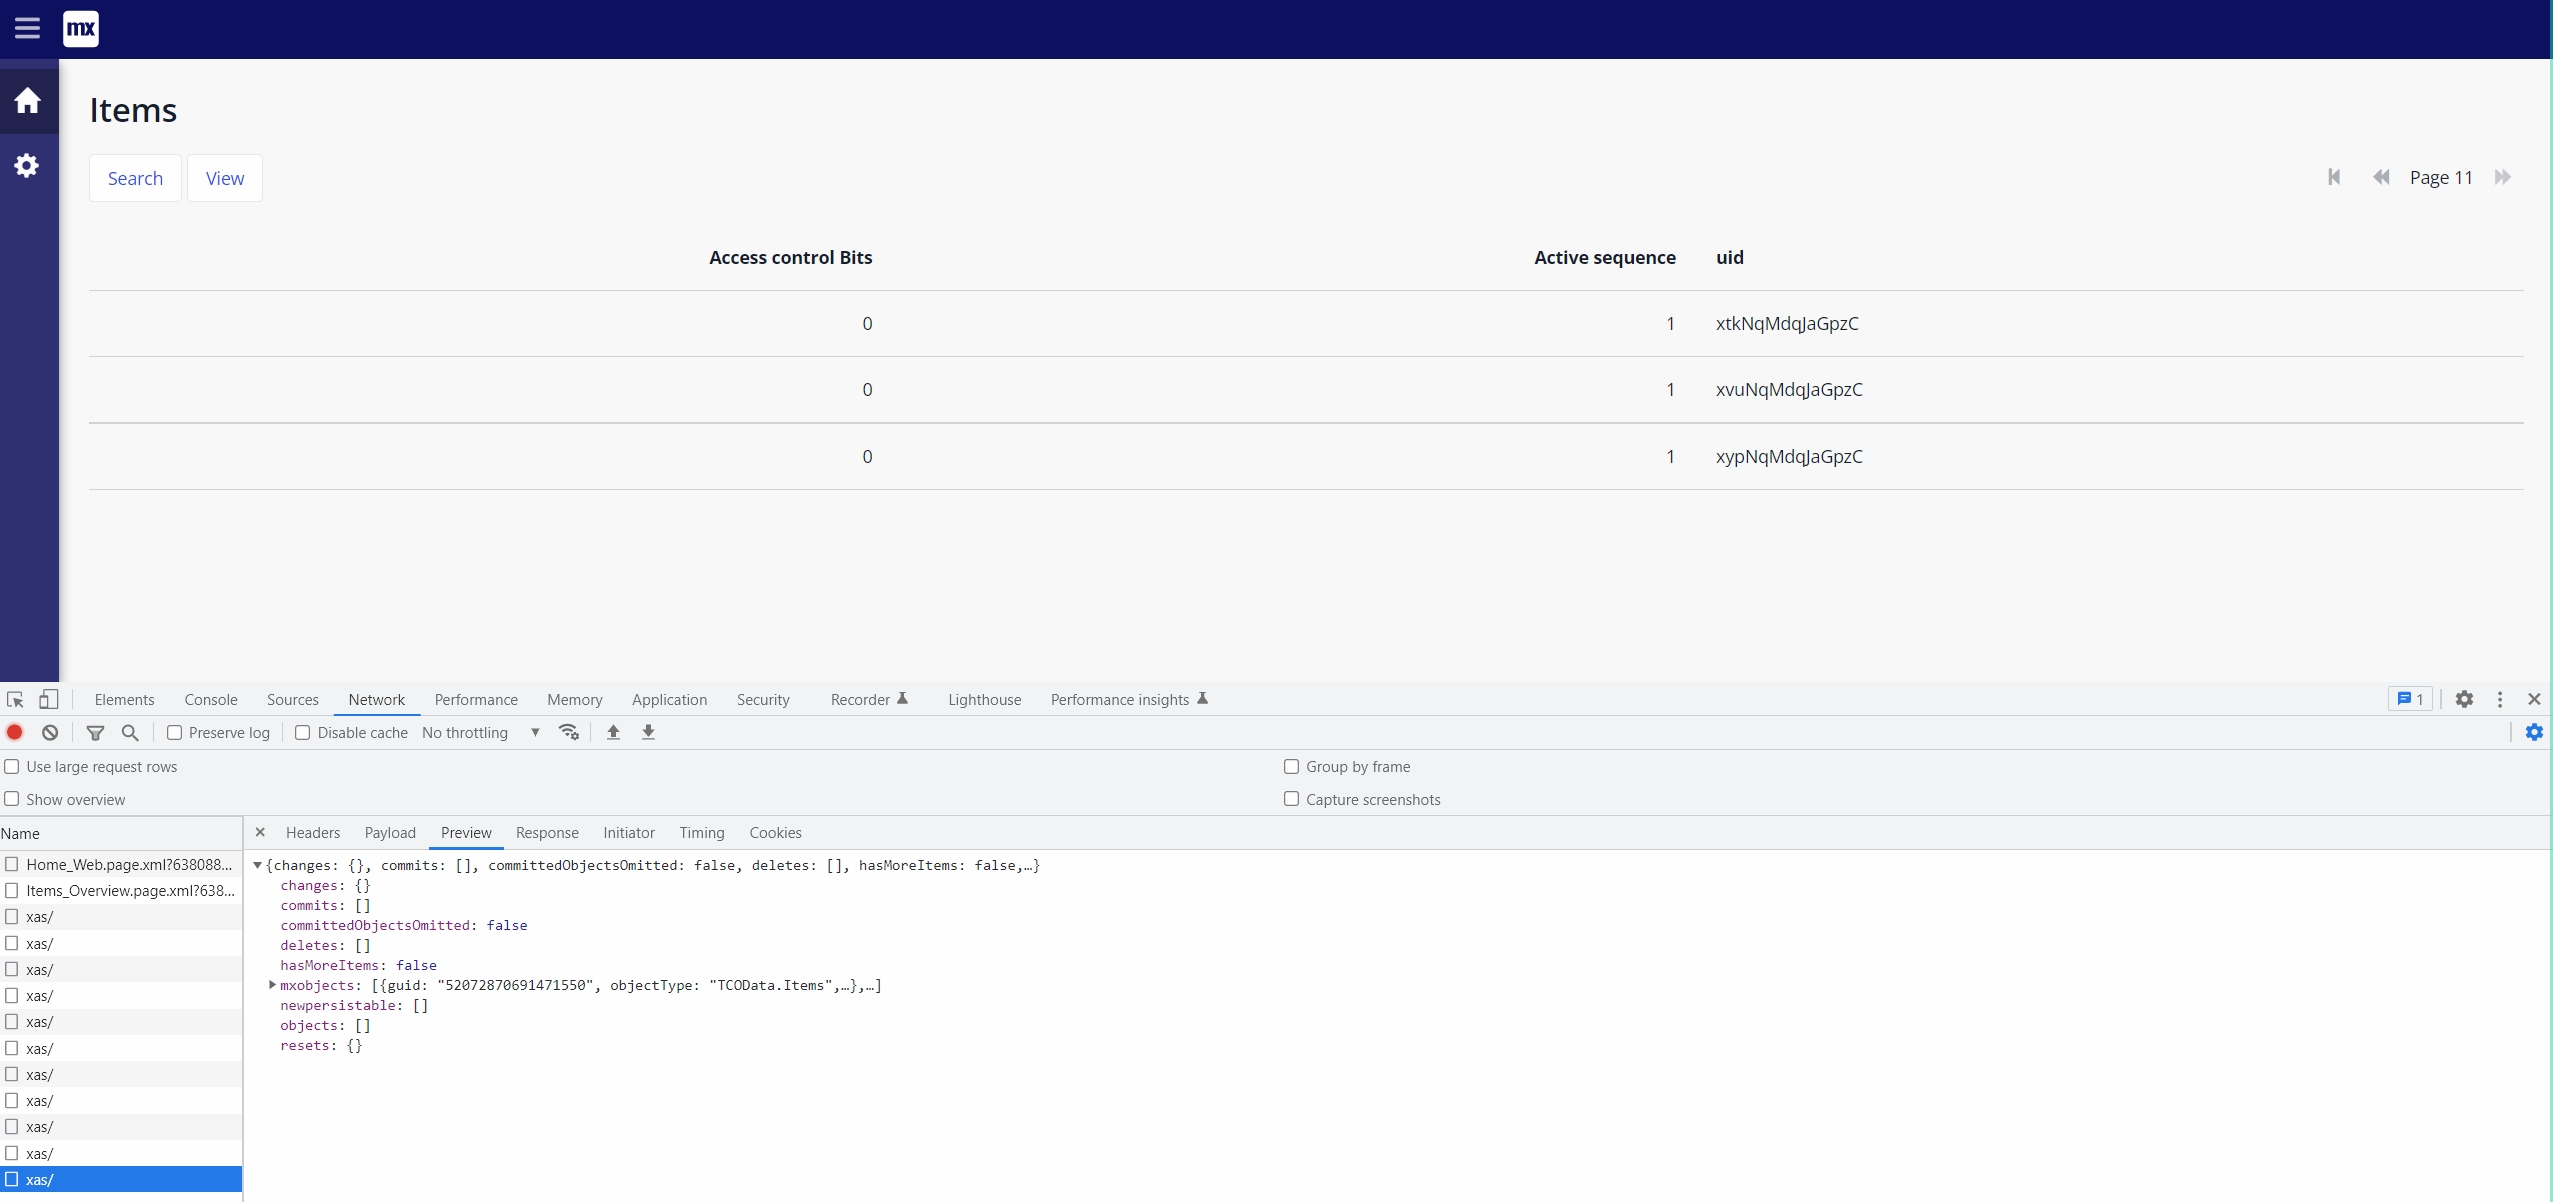 mx
Items
Search View
Page 11
Access control Bits Active sequence uid
0 1 xtkNqMdqJaGpzC
0 1 xvuNqMdqJaGpzC
0 1 xypNqMdqJaGpzC
Elements Console Sources Network Performance Memory Application Security Recorder Lighthouse Performance insights 1
Preserve log Disable cache No throttling
Use large request rows Group by frame
Show overview Capture screenshots
Name Headers Payload Preview Response Initiator Timing Cookies
Home_Web.page.xml?638088...
Items_Overview.page.xml?638...
xas/
xas/
xas/
xas/
xas/
xas/
xas/
xas/
xas/
xas/
xas/
{changes: {}, commits: [], committedObjectsOmitted: false, deletes: [], hasMoreItems: false,…}
changes: {}
commits: []
committedObjectsOmitted: false
deletes: []
hasMoreItems: false
mxobjects: [{guid: "52072870691471550", objectType: "TCOData.Items",…},…]
newpersistable: []
objects: []
resets: {}